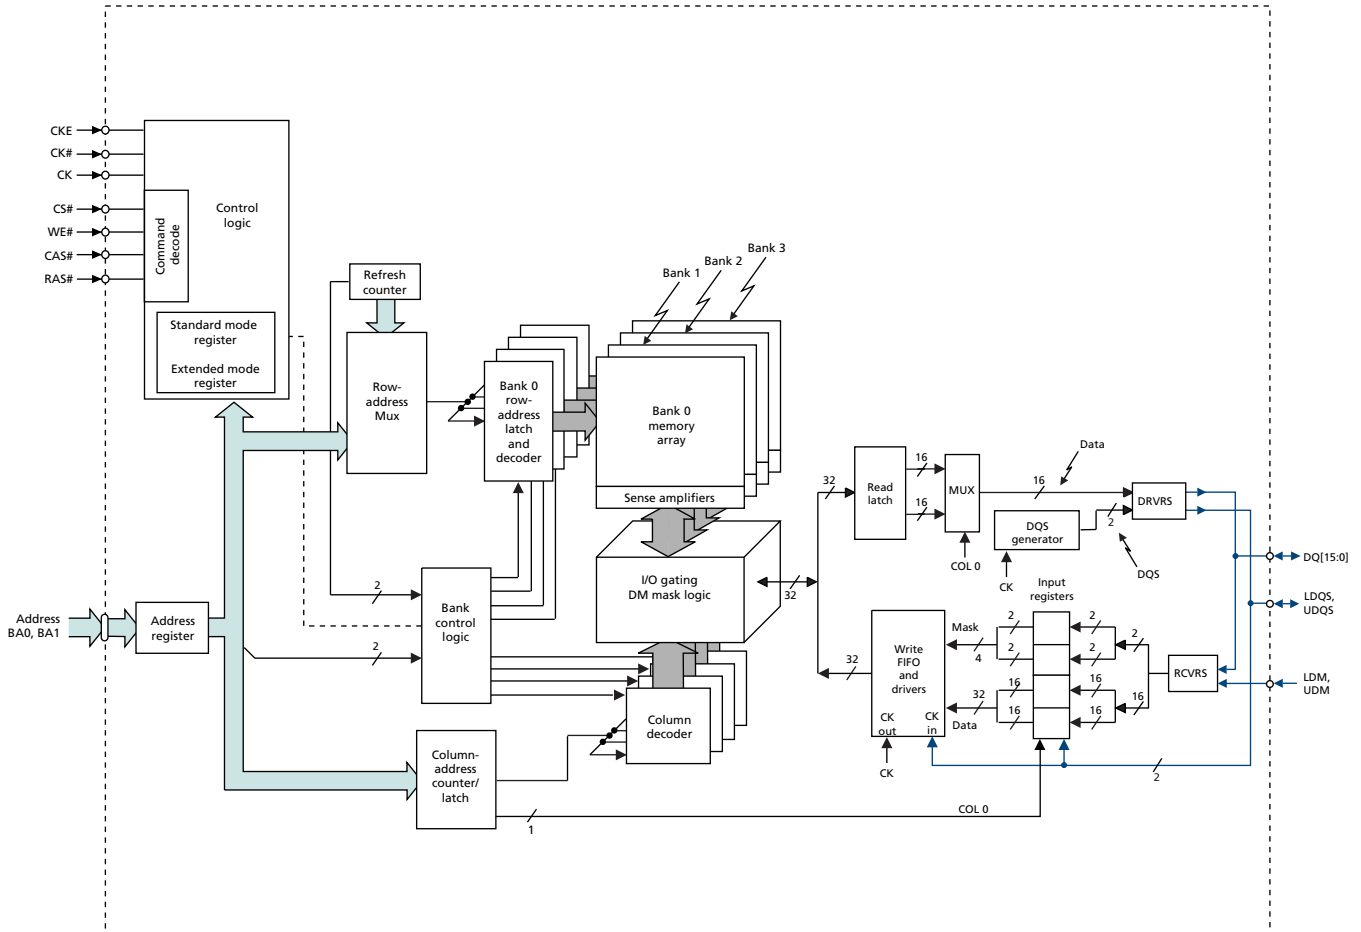 CKE
CK#
CK
CS#
WE#
CAS#
RAS#
Command
decode
Control
logic
Standard mode
register
Extended mode
register
Refresh
counter
Row-
address
Mux
Bank 0
row-
address
latch
and
decoder
Bank 1
Bank 2
Bank 3
Bank 0
memory
array
Sense amplifiers
I/O gating
DM mask logic
Address
BA0, BA1
Address
register
2
2
Bank
control
logic
Column
decoder
Column-
address
counter/
latch
1
COL 0
32
32
32
Read
latch
16
16
MUX
COL 0
16
Data
DQS
generator
CK
2
DQS
DRVRS
DQ[15:0]
LDQS,
UDQS
LDM,
UDM
RCVRS
Input
registers
2
2
2
2
2
16
16
16
16
16
Mask
4
32
Data
Write
FIFO
and
drivers
CK
out
CK
in
CK
2